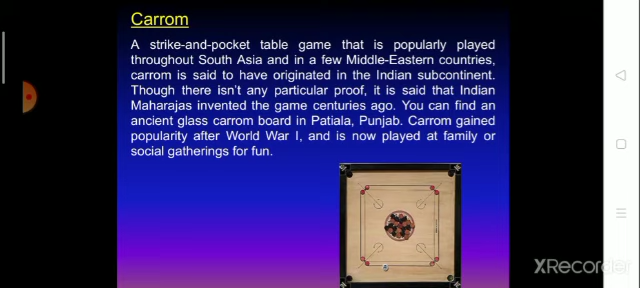 Carrom
A strike-and-pocket table game that is popularly played
throughout South Asia and in a few Middle-Eastern countries,
carrom is said to have originated in the Indian subcontinent.
Though there isn't any particular proof, it is said that Indian
Maharajas invented the game centuries ago. You can find an
ancient glass carrom board in Patiala, Punjab. Carrom gained
popularity after World War I, and is now played at family or
social gatherings for fun.
XRecorder